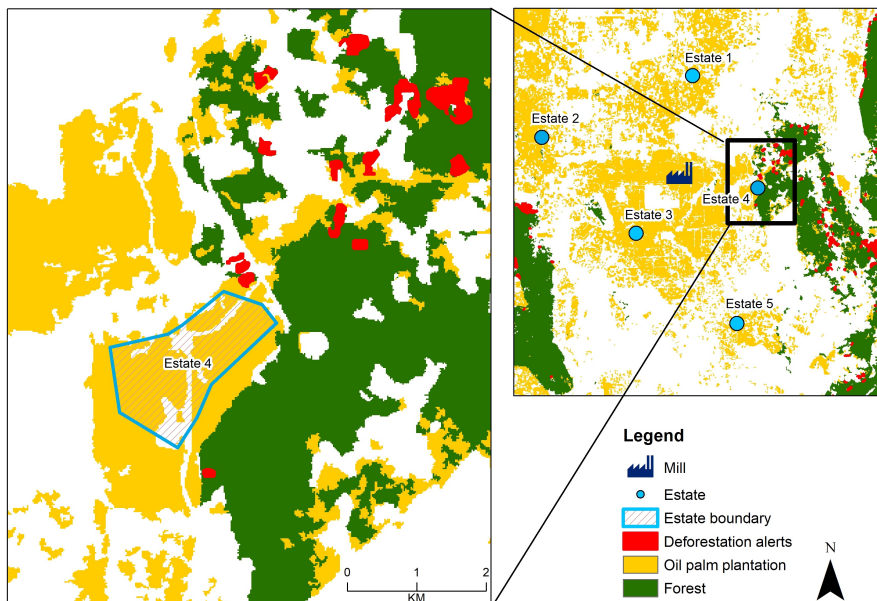 Estate 1
Estate 2
Estate 4
Estate 3
Estate 5
Estate 4
0 1 2
KM
Legend
Mill
Estate
Estate boundary
Deforestation alerts
Oil palm plantation
Forest
N